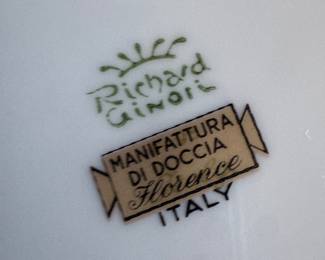 Richard
GINORI
MANIFATTURA
DI DOCCIA
Florence
ITALY